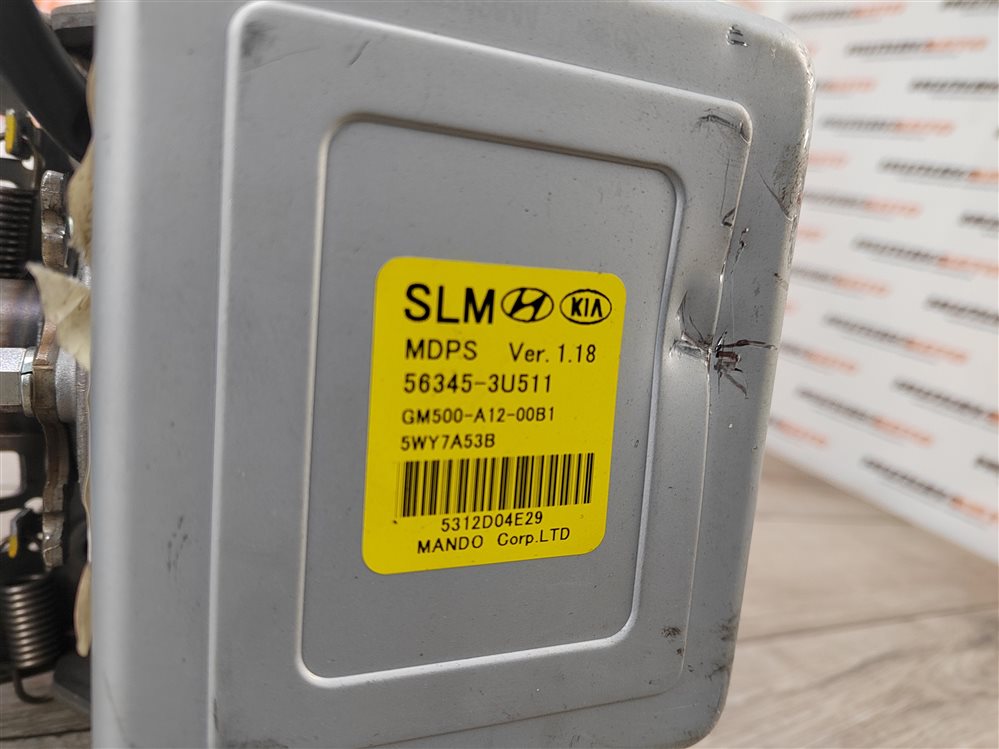 SLM KIA
MDPS Ver. 1.18
56345-3U511
GM500-A12-00B1
5WY7A53B
5312D04E29
MANDO Corp.LTD